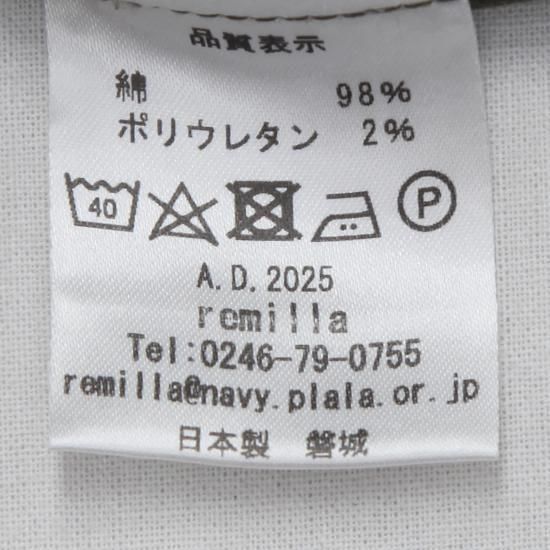 品質表示
綿 98%
ポリウレタン 2%
40 P
A.D.2025
remilla
Tel:0246-79-0755
remilla@navy.plala.or.jp
日本製 磐城